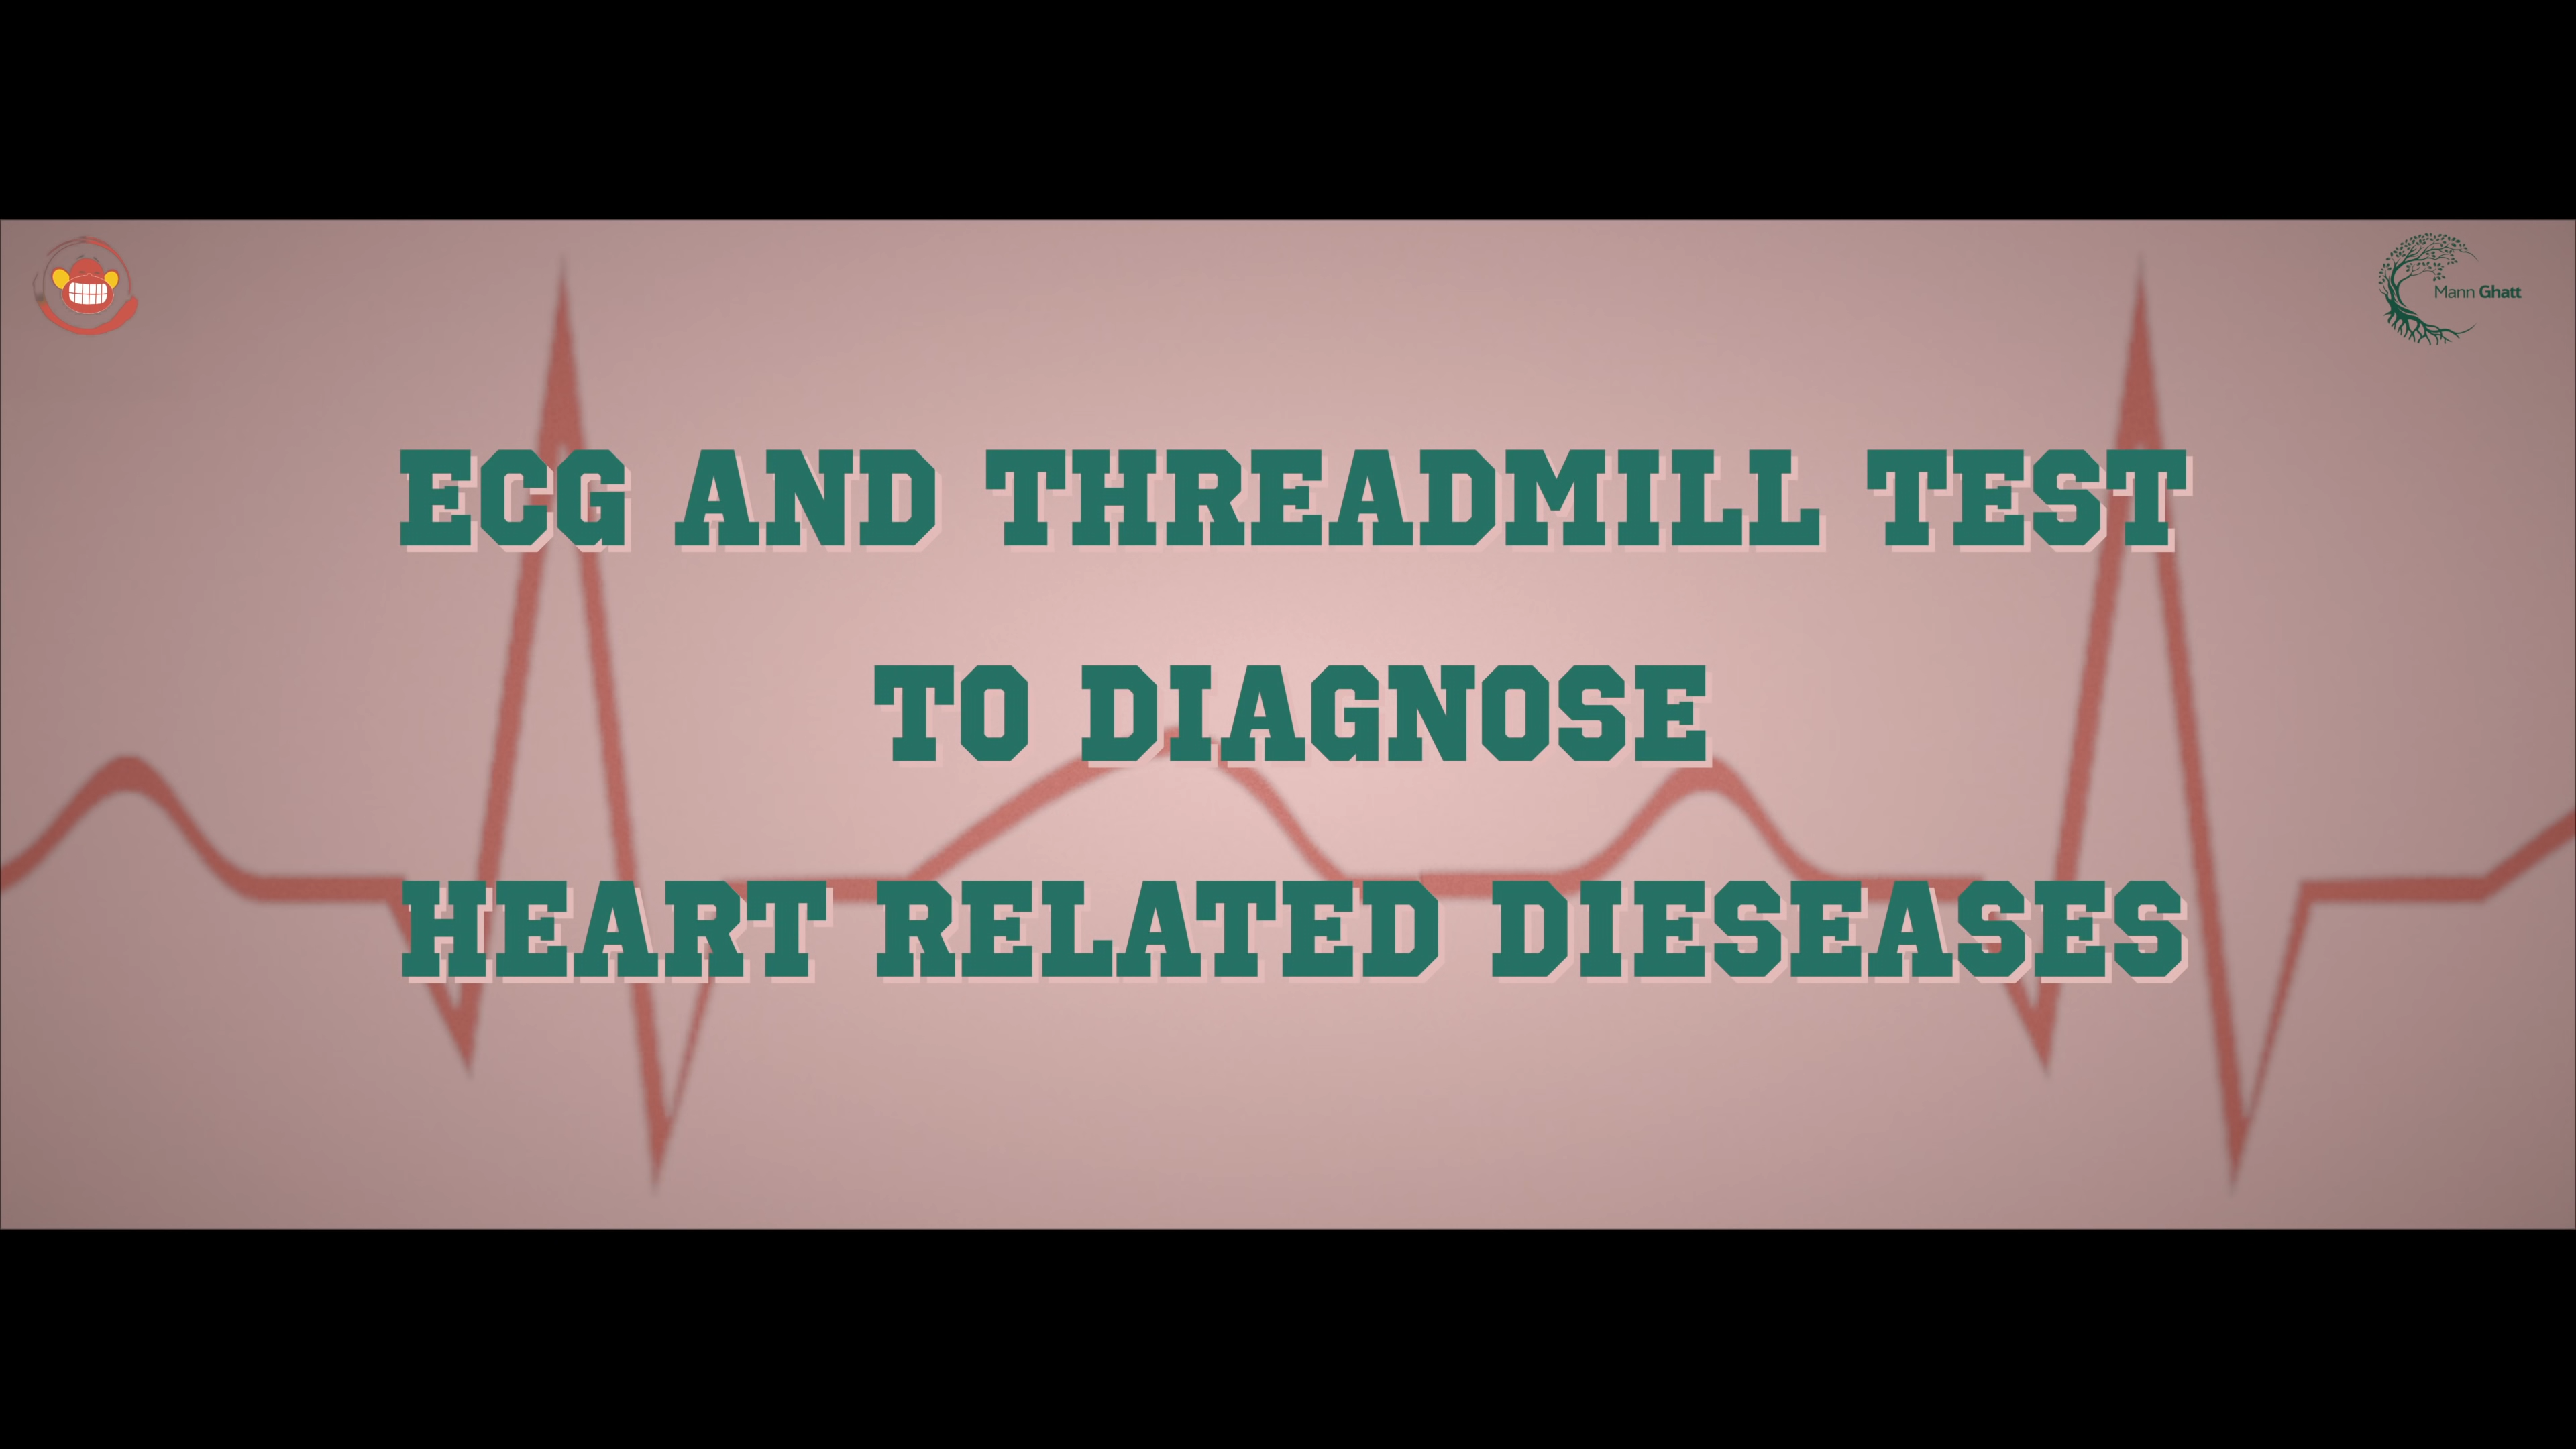 Mann Ghatt
ECG AND THREADMILL TEST
TO DIAGNOSE
HEART RELATED DIESEASES